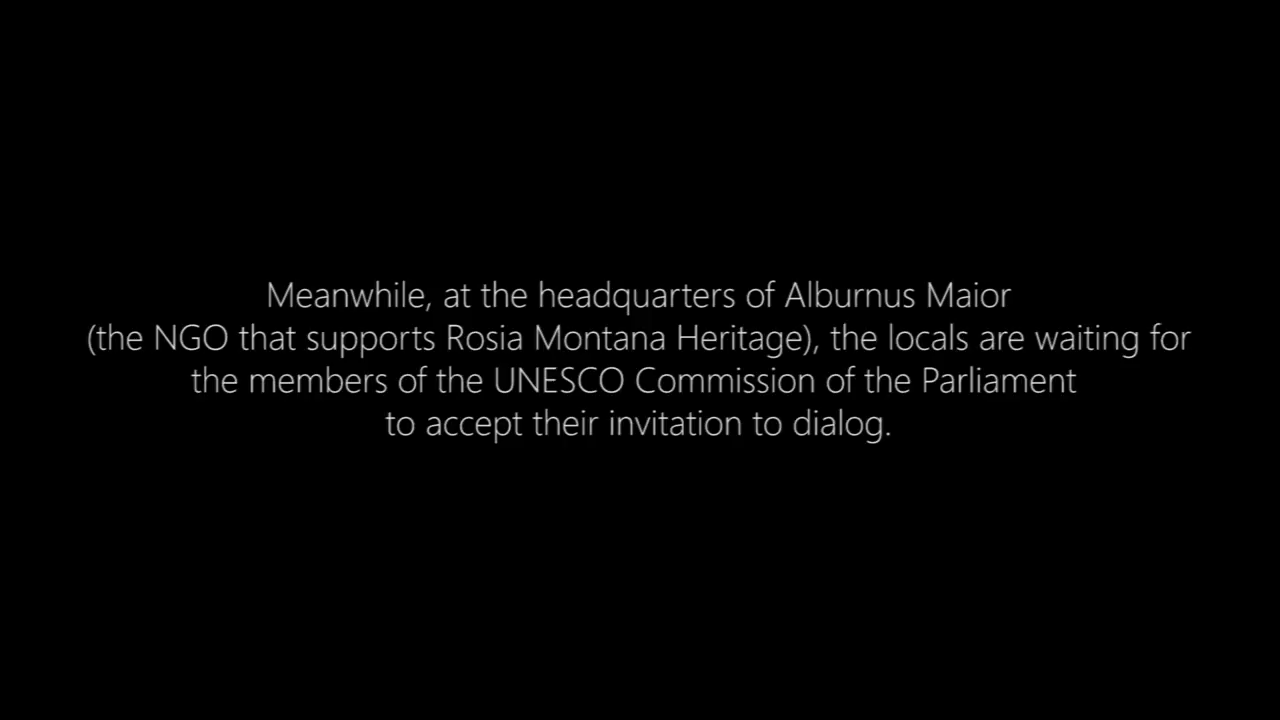 Meanwhile, at the headquarters of Alburnus Maior
(the NGO that supports Rosia Montana Heritage), the locals are waiting for
the members of the UNESCO Commission of the Parliament
to accept their invitation to dialog.